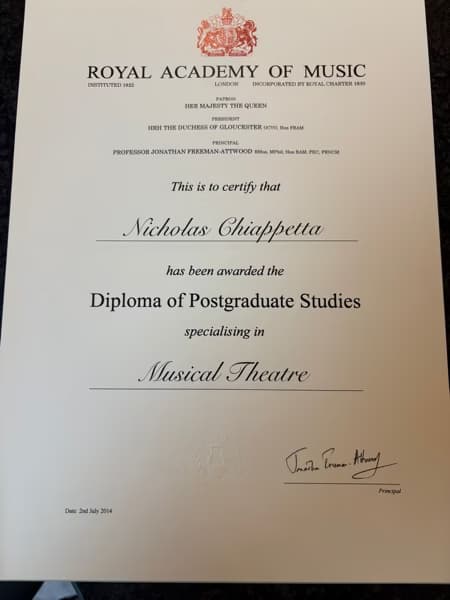 ROYAL ACADEMY OF MUSIC
INSTITUTED 1822 LONDON INCORPORATED BY ROYAL CHARTER 1830
PATRON
HER MAJESTY THE QUEEN
PRESIDENT
HRH THE DUCHESS OF GLOUCESTER GCVO, Hon FRAM
PRINCIPAL
PROFESSOR JONATHAN FREEMAN-ATTWOOD BMus, MPhil, Hon RAM, FKC, FRNCM
This is to certify that
Nicholas Chiappetta
has been awarded the
Diploma of Postgraduate Studies
specialising in
Musical Theatre
Principal
Date: 2nd July 2014